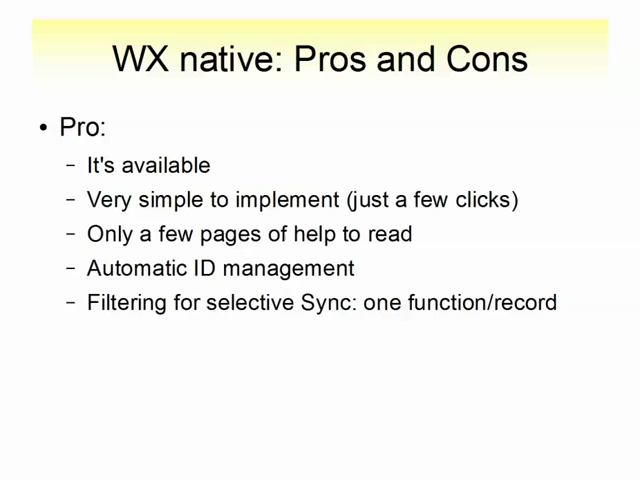 WX native: Pros and Cons
• Pro:
– It's available
– Very simple to implement (just a few clicks)
– Only a few pages of help to read
– Automatic ID management
– Filtering for selective Sync: one function/record